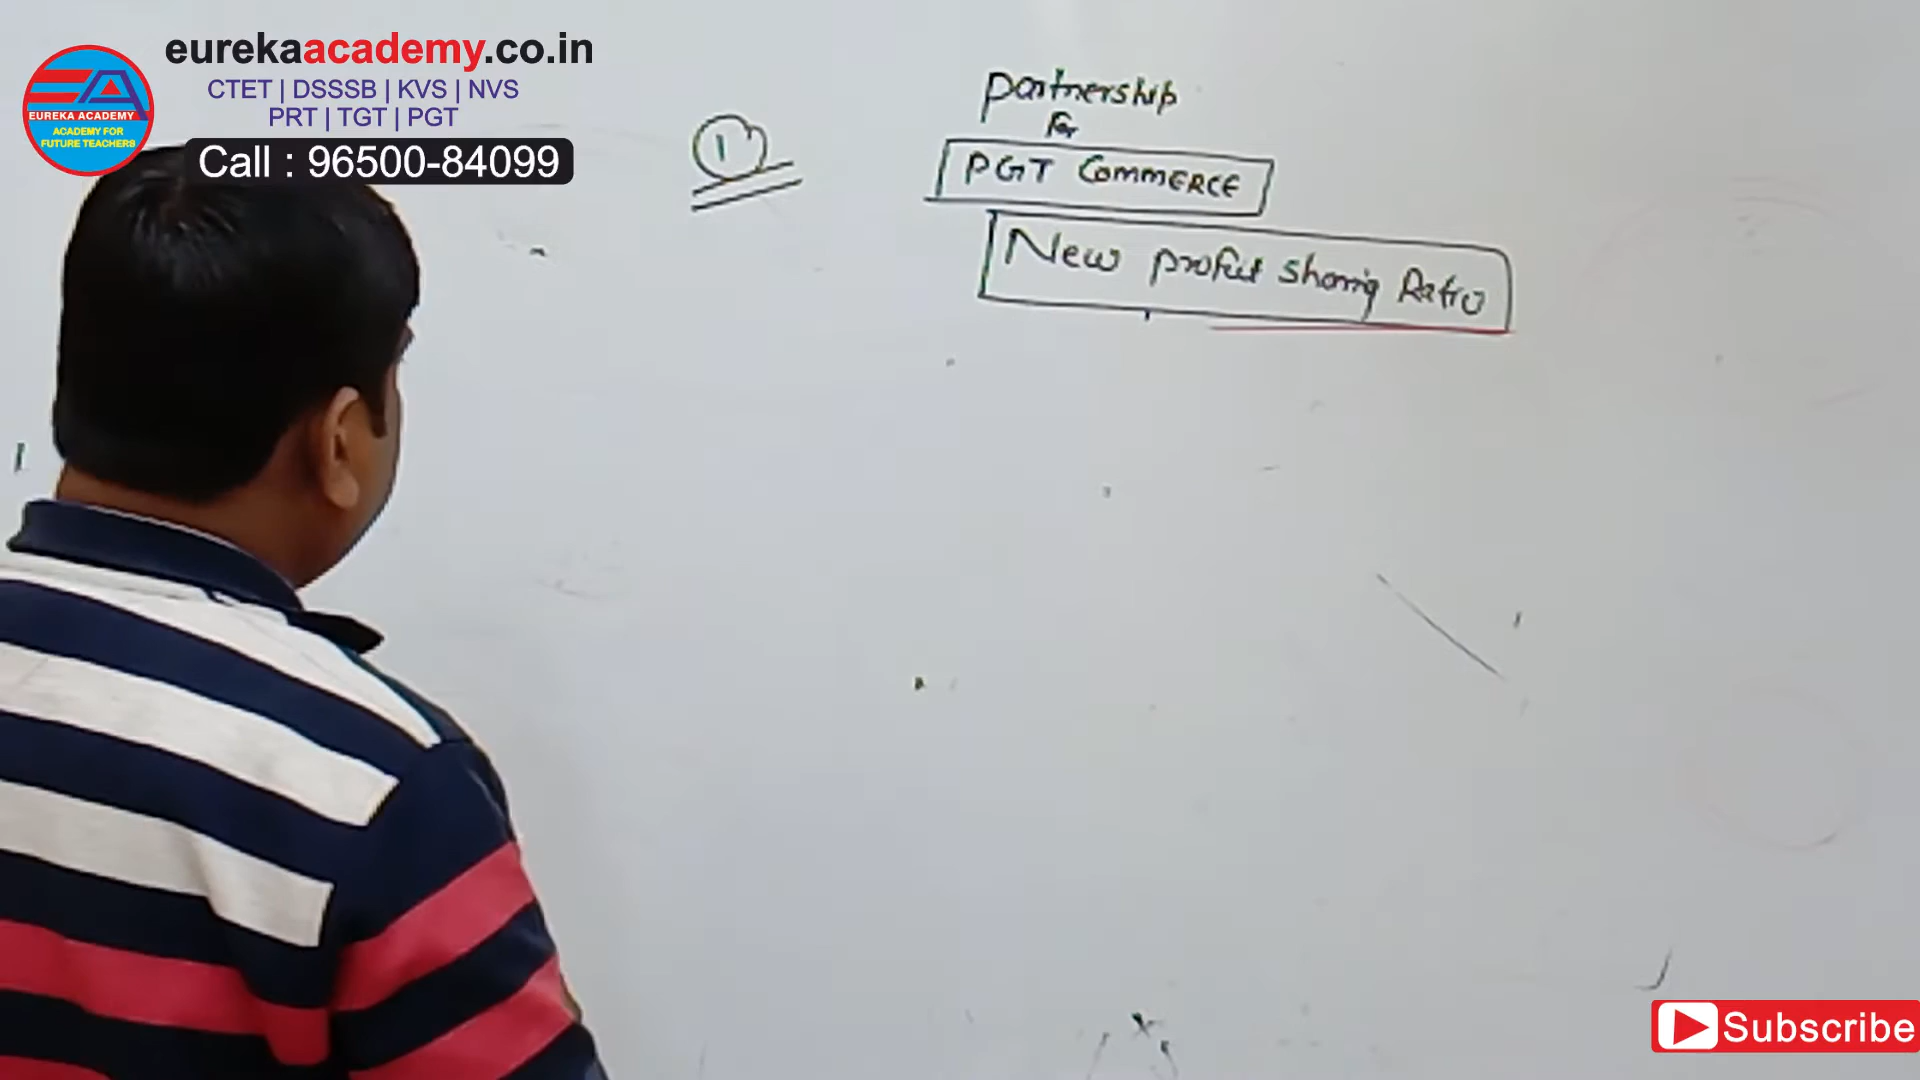 eurekaacademy.co.in
CTET | DSSSB | KVS | NVS
PRT | TGT | PGT
Call : 96500-84099
EUREKA ACADEMY
ACADEMY FOR
FUTURE TEACHERS
1
Partnership
For
PGT COMMERCE
New profit sharing Ratio
Subscribe